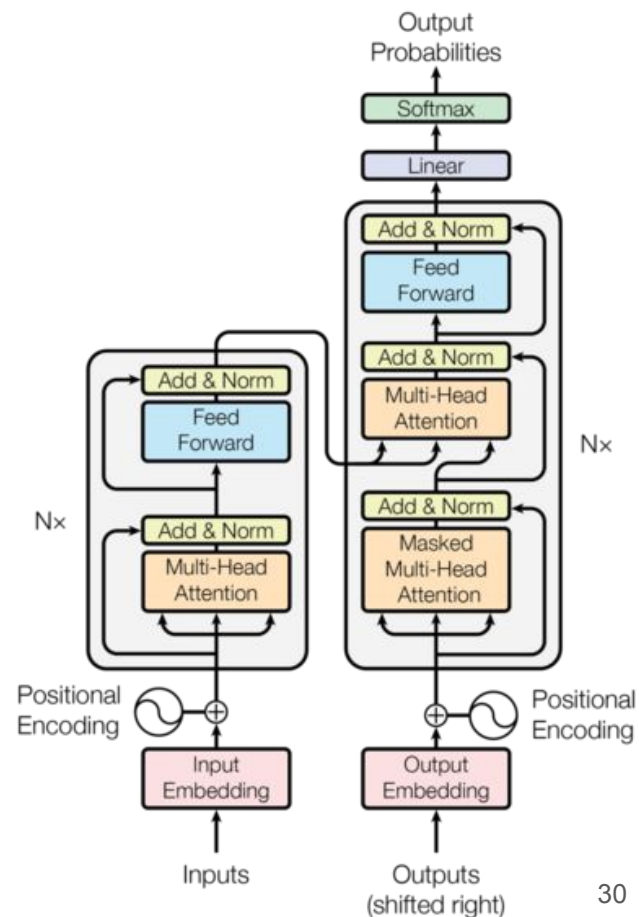 Output
Probabilities
Softmax
Linear
Add & Norm
Feed
Forward
Add & Norm
Multi-Head
Attention
Add & Norm
Masked
Multi-Head
Attention
N×
Add & Norm
Feed
Forward
Add & Norm
Multi-Head
Attention
N×
Positional
Encoding
Positional
Encoding
Input
Embedding
Output
Embedding
Inputs
Outputs
(shifted right)
30